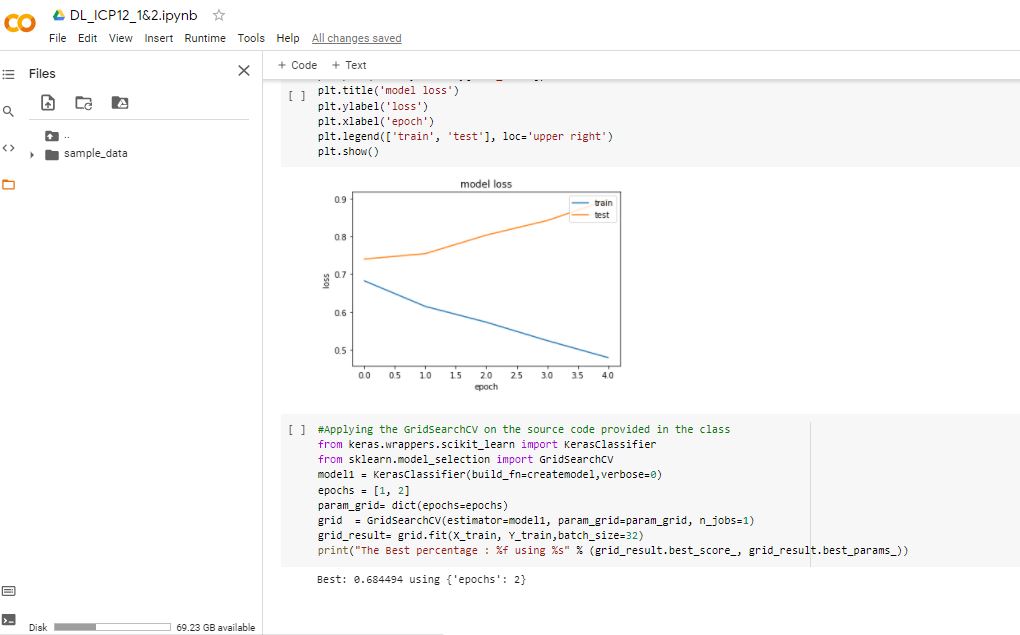 DL_ICP12_1&2.ipynb
File Edit View Insert Runtime Tools Help All changes saved
Files
..
sample_data
Disk 69.23 GB available
+ Code + Text
plt.title('model loss')
[ ]
plt.ylabel('loss')
plt.xlabel('epoch')
plt.legend(['train', 'test'], loc='upper right')
plt.show()
model loss
train
test
loss
0.9
0.8
0.7
0.6
0.5
0.0 0.5 1.0 1.5 2.0 2.5 3.0 3.5 4.0
epoch
[ ] #Applying the GridSearchCV on the source code provided in the class
from keras.wrappers.scikit_learn import KerasClassifier
from sklearn.model_selection import GridSearchCV
model1 = KerasClassifier(build_fn=createmodel,verbose=0)
epochs = [1, 2]
param_grid= dict(epochs=epochs)
grid  = GridSearchCV(estimator=model1, param_grid=param_grid, n_jobs=1)
grid_result= grid.fit(X_train, Y_train,batch_size=32)
print("The Best percentage : %f using %s" % (grid_result.best_score_, grid_result.best_params_))
Best: 0.684494 using {'epochs': 2}